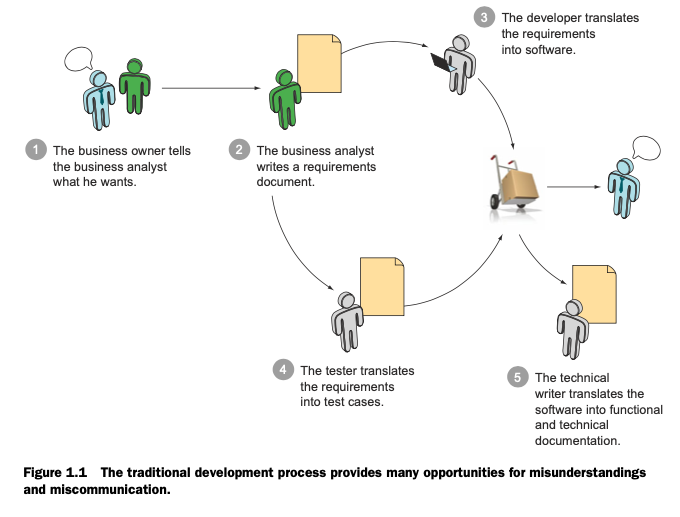 1
The business owner tells
the business analyst
what he wants.
2
The business analyst
writes a requirements
document.
3
The developer translates
the requirements
into software.
4
The tester translates
the requirements
into test cases.
5
The technical
writer translates the
software into functional
and technical
documentation.
Figure 1.1 The traditional development process provides many opportunities for misunderstandings
and miscommunication.